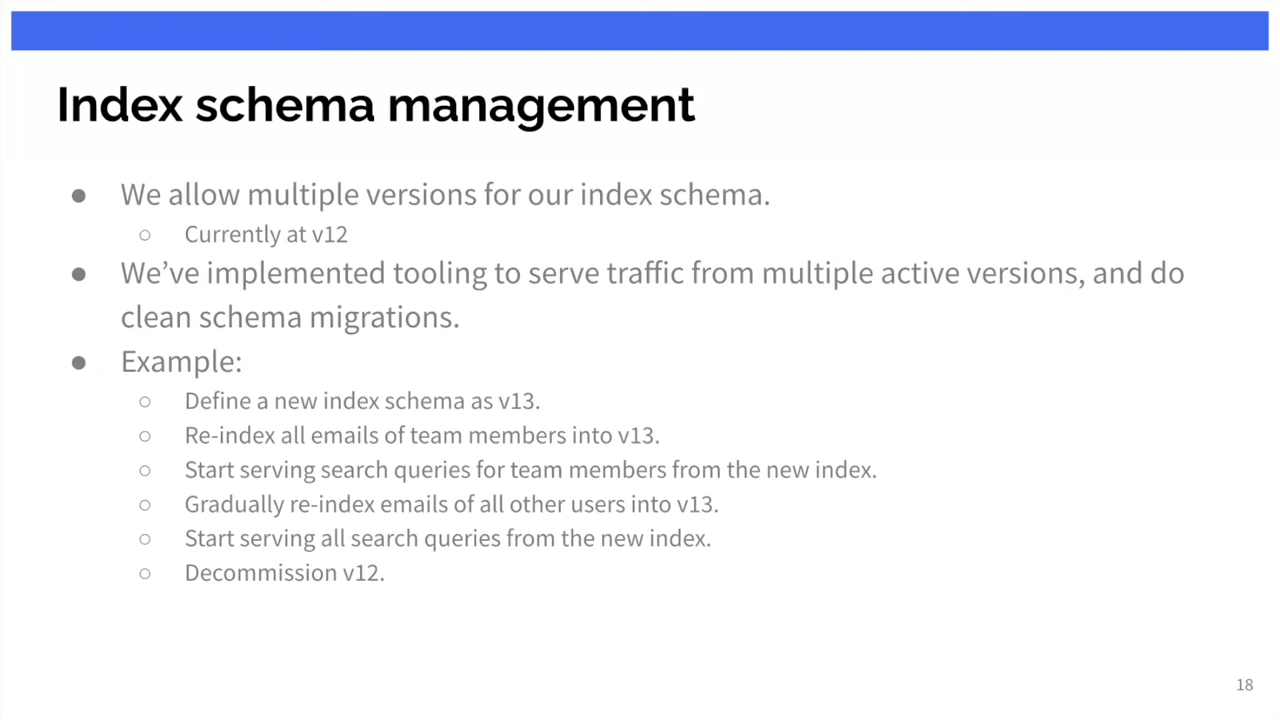 Index schema management
● We allow multiple versions for our index schema.
○ Currently at v12
● We’ve implemented tooling to serve traffic from multiple active versions, and do
clean schema migrations.
● Example:
○ Define a new index schema as v13.
○ Re-index all emails of team members into v13.
○ Start serving search queries for team members from the new index.
○ Gradually re-index emails of all other users into v13.
○ Start serving all search queries from the new index.
○ Decommission v12.
18